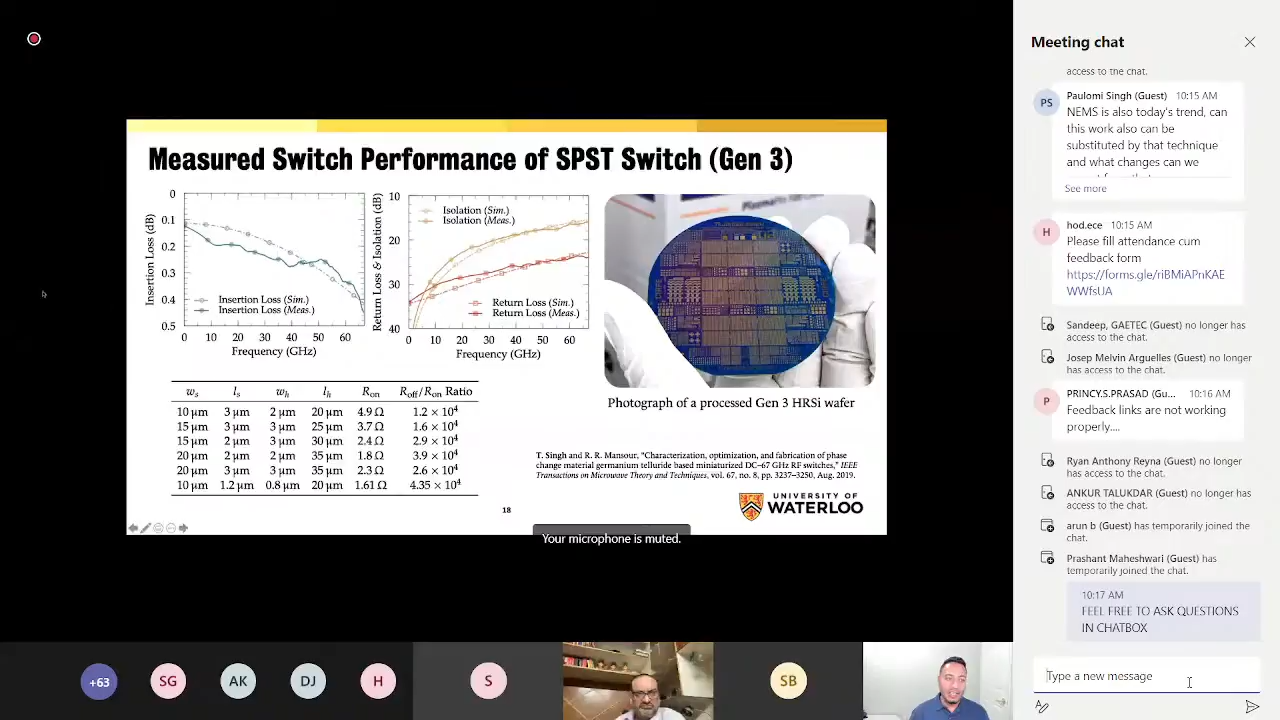 Measured Switch Performance of SPST Switch (Gen 3)
Insertion Loss (dB)
0
0.1
0.2
0.3
0.4
0.5
Insertion Loss (Sim.)
Insertion Loss (Meas.)
0 10 20 30 40 50 60
Frequency (GHz)
Return Loss & Isolation (dB)
10
20
30
40
Isolation (Sim.)
Isolation (Meas.)
Return Loss (Sim.)
Return Loss (Meas.)
0 10 20 30 40 50 60
Frequency (GHz)
Photograph of a processed Gen 3 HRSi wafer
ws ls wh lh Ron Roff/Ron Ratio
10 μm 3 μm 2 μm 20 μm 4.9 Ω 1.2 × 10⁴
15 μm 3 μm 3 μm 25 μm 3.7 Ω 1.6 × 10⁴
15 μm 2 μm 3 μm 30 μm 2.4 Ω 2.9 × 10⁴
20 μm 2 μm 2 μm 35 μm 1.8 Ω 3.9 × 10⁴
20 μm 3 μm 3 μm 35 μm 2.3 Ω 2.6 × 10⁴
10 μm 1.2 μm 0.8 μm 20 μm 1.61 Ω 4.35 × 10⁴
T. Singh and R. R. Mansour, "Characterization, optimization, and fabrication of phase
change material germanium telluride based miniaturized DC–67 GHz RF switches," IEEE
Transactions on Microwave Theory and Techniques, vol. 67, no. 8, pp. 3237–3250, Aug. 2019.
18
UNIVERSITY OF
WATERLOO
Your microphone is muted.
+63
SG
AK
DJ
H
S
SB
Meeting chat
access to the chat.
PS
Paulomi Singh (Guest) 10:15 AM
NEMS is also today's trend, can
this work also can be
substituted by that technique
and what changes can we
See more
H
hod.ece 10:15 AM
Please fill attendance cum
feedback form
https://forms.gle/riBMiAPnKAE
WWfsUA
Sandeep, GAETEC (Guest) no longer has
access to the chat.
Josep Melvin Arguelles (Guest) no longer
has access to the chat.
P
PRINCY.S.PRASAD (Gu... 10:16 AM
Feedback links are not working
properly....
Ryan Anthony Reyna (Guest) no longer
has access to the chat.
ANKUR TALUKDAR (Guest) no longer has
access to the chat.
arun b (Guest) has temporarily joined the
chat.
Prashant Maheshwari (Guest) has
temporarily joined the chat.
10:17 AM
FEEL FREE TO ASK QUESTIONS
IN CHATBOX
Type a new message